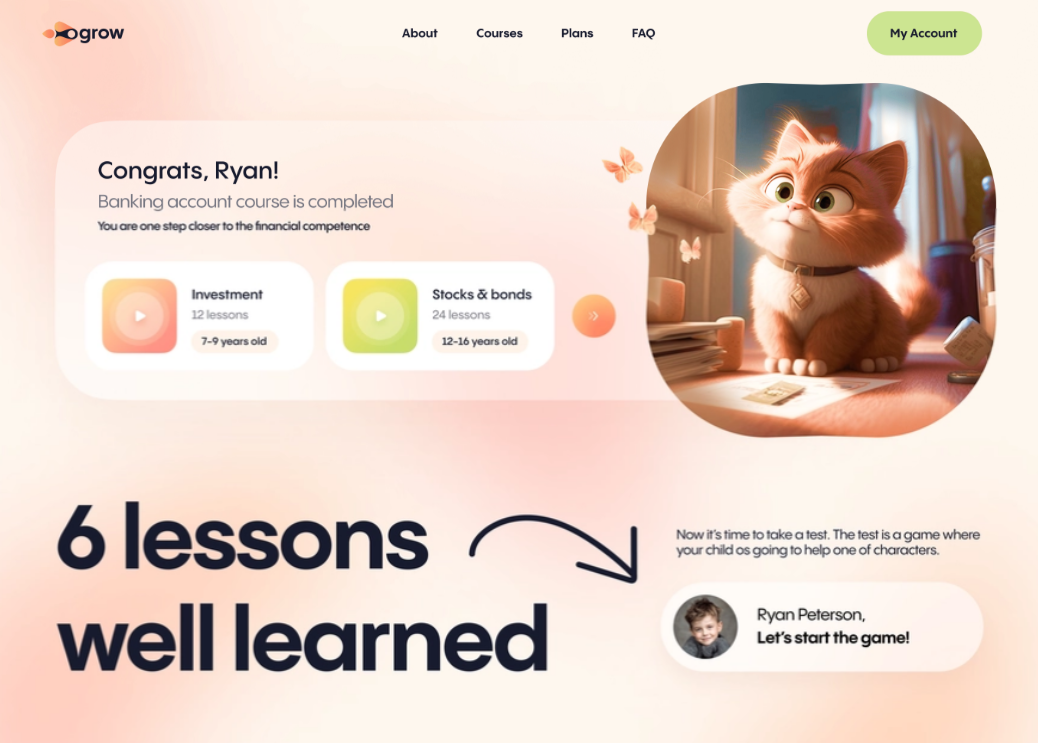 grow
About
Courses
Plans
FAQ
My Account
Congrats, Ryan!
Banking account course is completed
You are one step closer to the financial competence
Investment
12 lessons
7-9 years old
Stocks & bonds
24 lessons
12-16 years old
6 lessons
well learned
Now it's time to take a test. The test is a game where
your child os going to help one of characters.
Ryan Peterson,
Let's start the game!